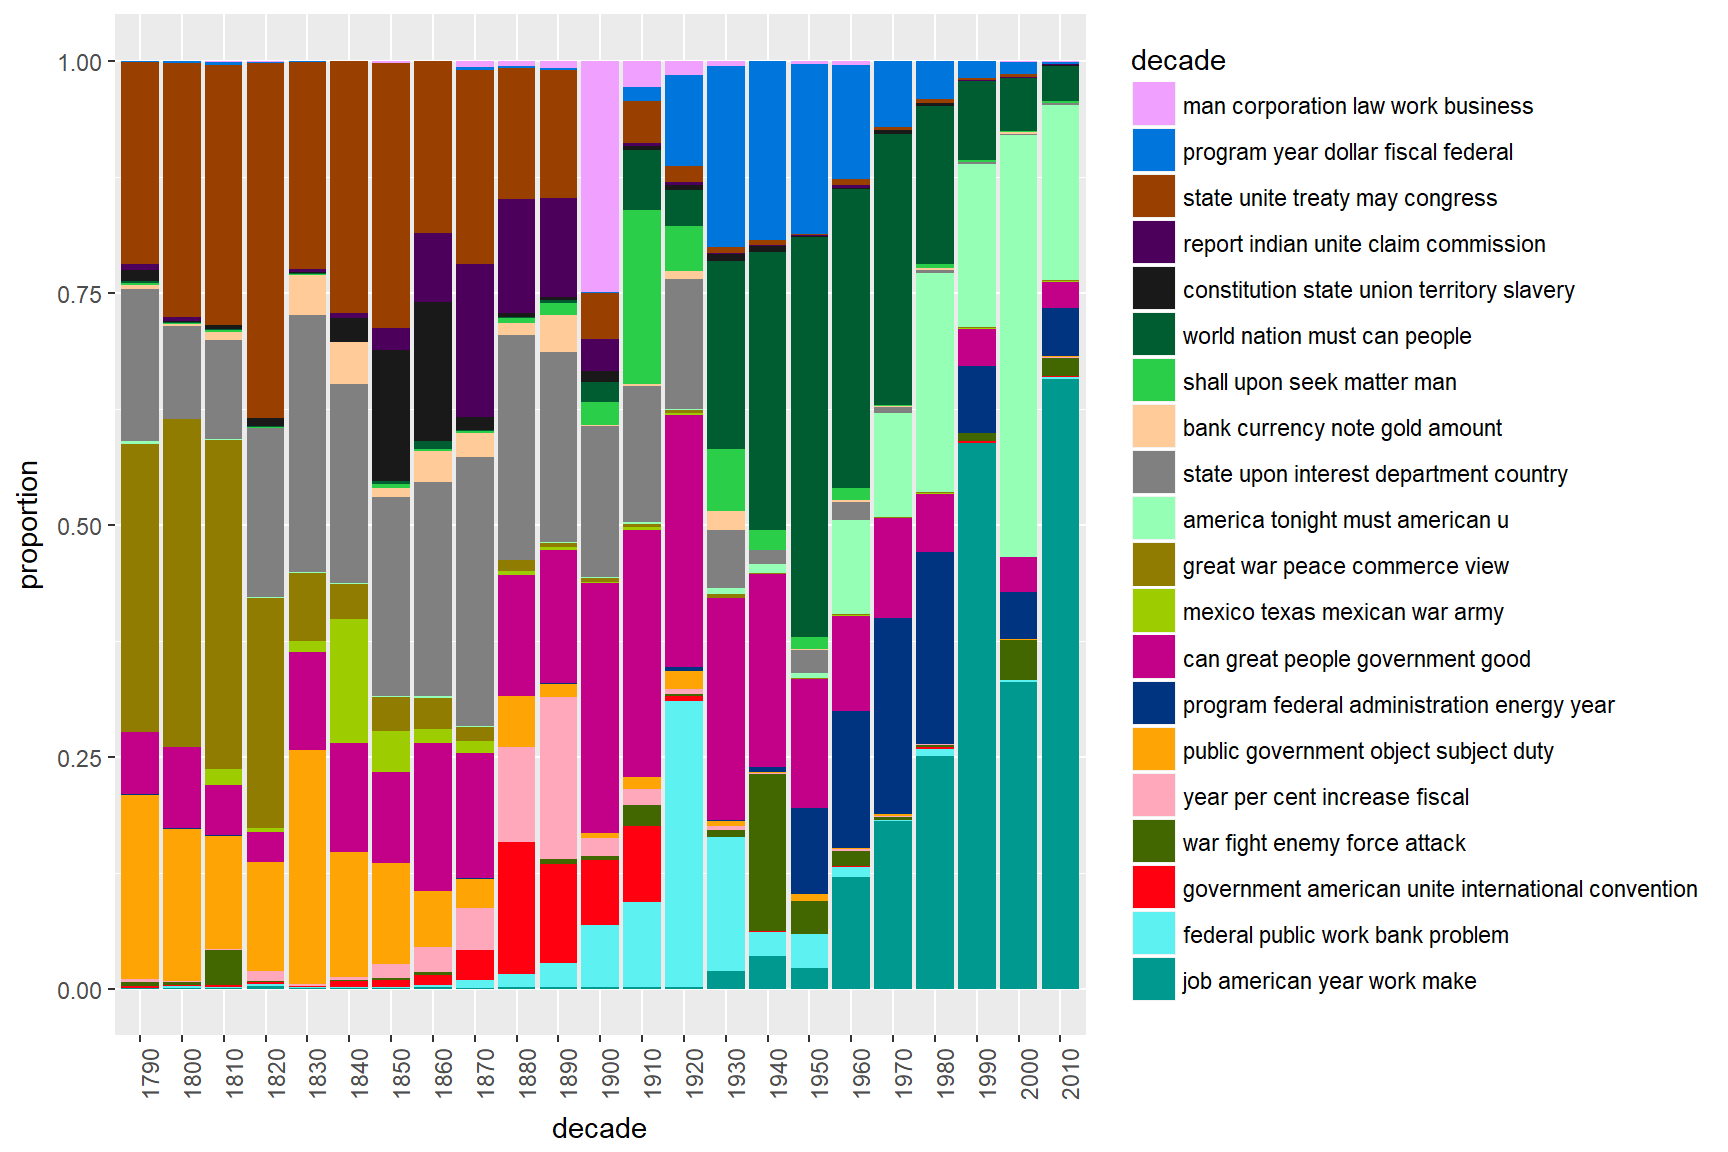 proportion
1.00
0.75
0.50
0.25
0.00
1790
1800
1810
1820
1830
1840
1850
1860
1870
1880
1890
1900
1910
1920
1930
1940
1950
1960
1970
1980
1990
2000
2010
decade
decade
man corporation law work business
program year dollar fiscal federal
state unite treaty may congress
report indian unite claim commission
constitution state union territory slavery
world nation must can people
shall upon seek matter man
bank currency note gold amount
state upon interest department country
america tonight must american u
great war peace commerce view
mexico texas mexican war army
can great people government good
program federal administration energy year
public government object subject duty
year per cent increase fiscal
war fight enemy force attack
government american unite international convention
federal public work bank problem
job american year work make